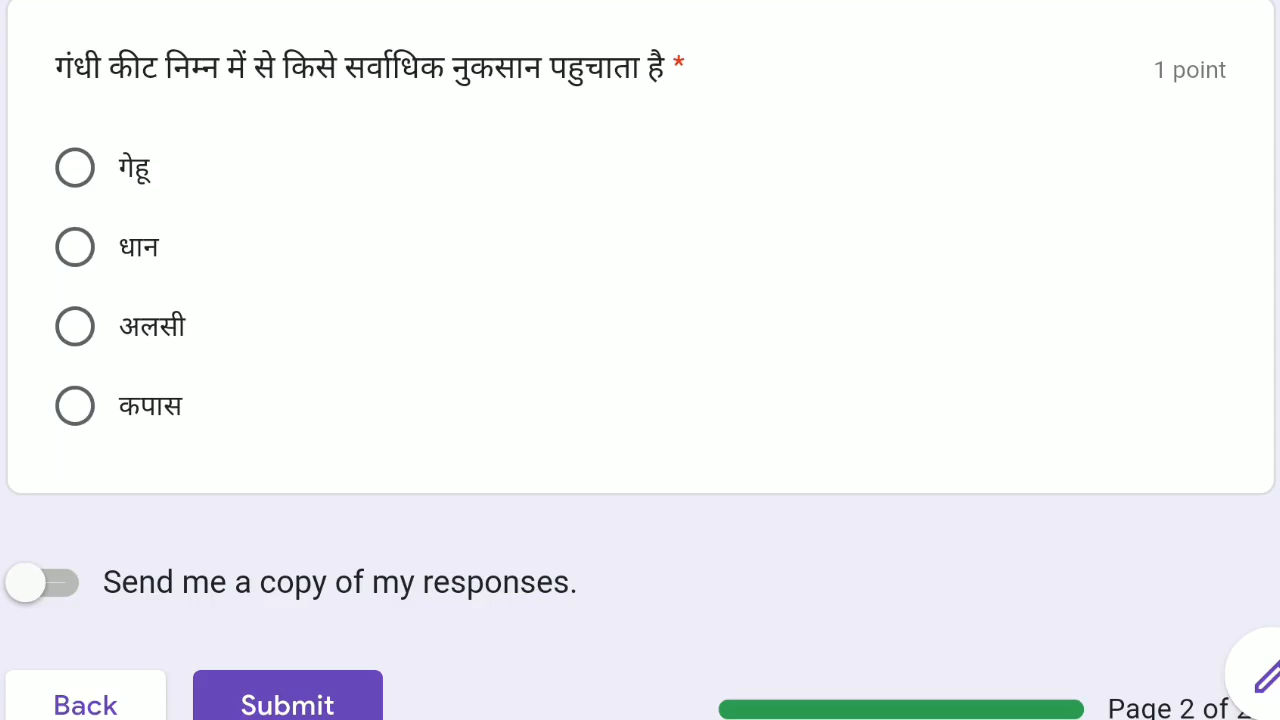 गंधी कीट निम्न में से किसे सर्वाधिक नुकसान पहुचाता है *
1 point
गेहू
धान
अलसी
कपास
Send me a copy of my responses.
Back
Submit
Page 2 of